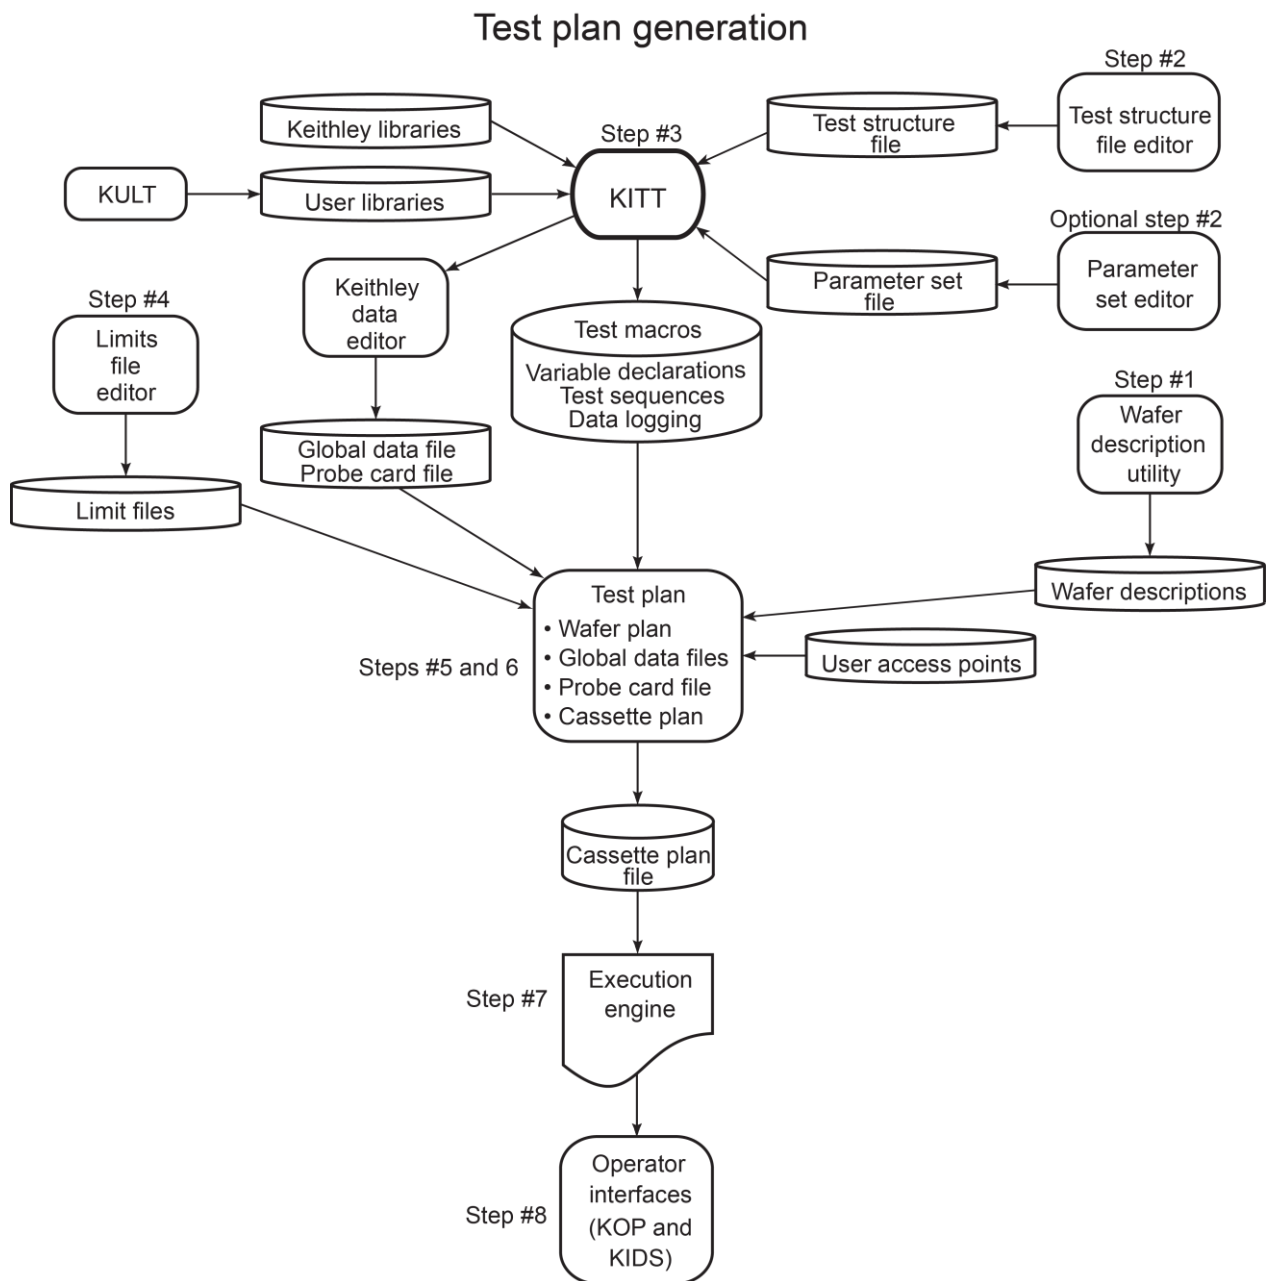 Test plan generation
Step #2
Keithley libraries
Test structure
file
Test structure
file editor
Step #3
KULT
User libraries
KITT
Optional step #2
Parameter set
file
Parameter
set editor
Step #4
Limits
file
editor
Keithley
data
editor
Test macros
Variable declarations
Test sequences
Data logging
Step #1
Wafer
description
utility
Global data file
Probe card file
Limit files
Wafer descriptions
Test plan
• Wafer plan
• Global data files
• Probe card file
• Cassette plan
Steps #5 and 6
User access points
Cassette plan
file
Step #7
Execution
engine
Step #8
Operator
interfaces
(KOP and
KIDS)